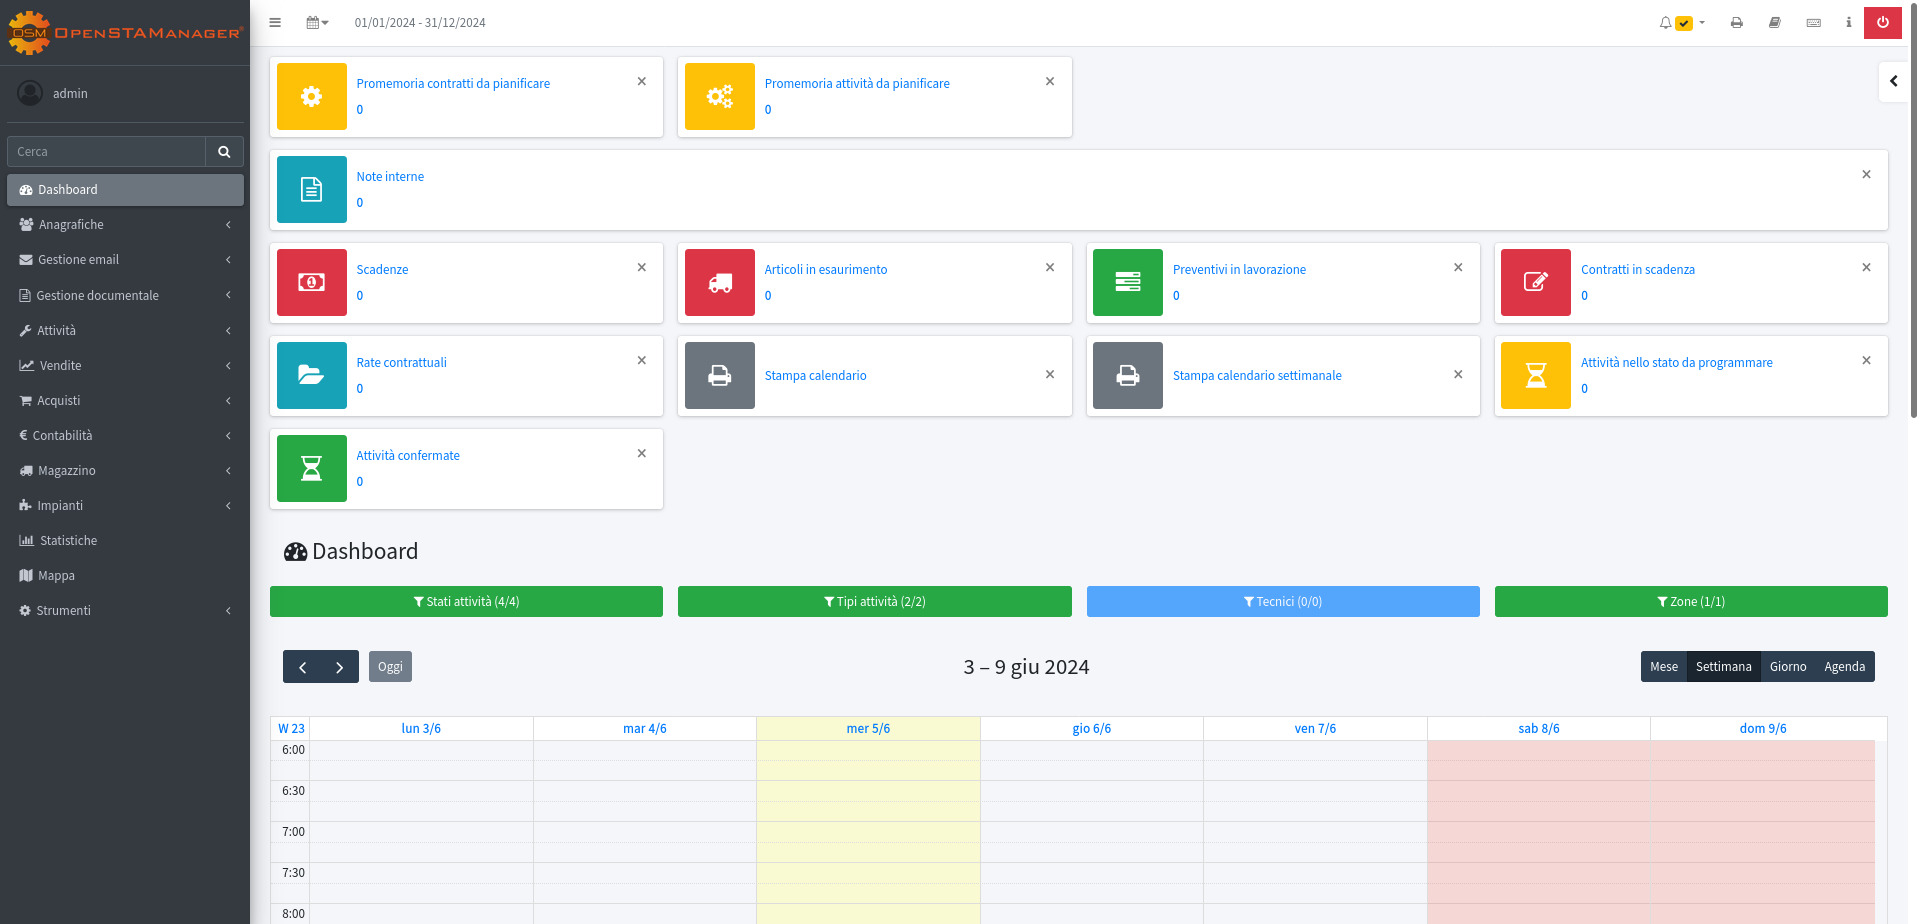 OSM OpenSTAManager®
01/01/2024 - 31/12/2024
admin
Cerca
Dashboard
Anagrafiche
Gestione email
Gestione documentale
Attività
Vendite
Acquisti
Contabilità
Magazzino
Impianti
Statistiche
Mappa
Strumenti
Promemoria contratti da pianificare
0
Promemoria attività da pianificare
0
Note interne
0
Scadenze
0
Articoli in esaurimento
0
Preventivi in lavorazione
0
Contratti in scadenza
0
Rate contrattuali
0
Stampa calendario
Stampa calendario settimanale
Attività nello stato da programmare
0
Attività confermate
0
Dashboard
Stati attività (4/4)
Tipi attività (2/2)
Tecnici (0/0)
Zone (1/1)
Oggi
3 – 9 giu 2024
Mese
Settimana
Giorno
Agenda
W 23
lun 3/6
mar 4/6
mer 5/6
gio 6/6
ven 7/6
sab 8/6
dom 9/6
6:00
6:30
7:00
7:30
8:00